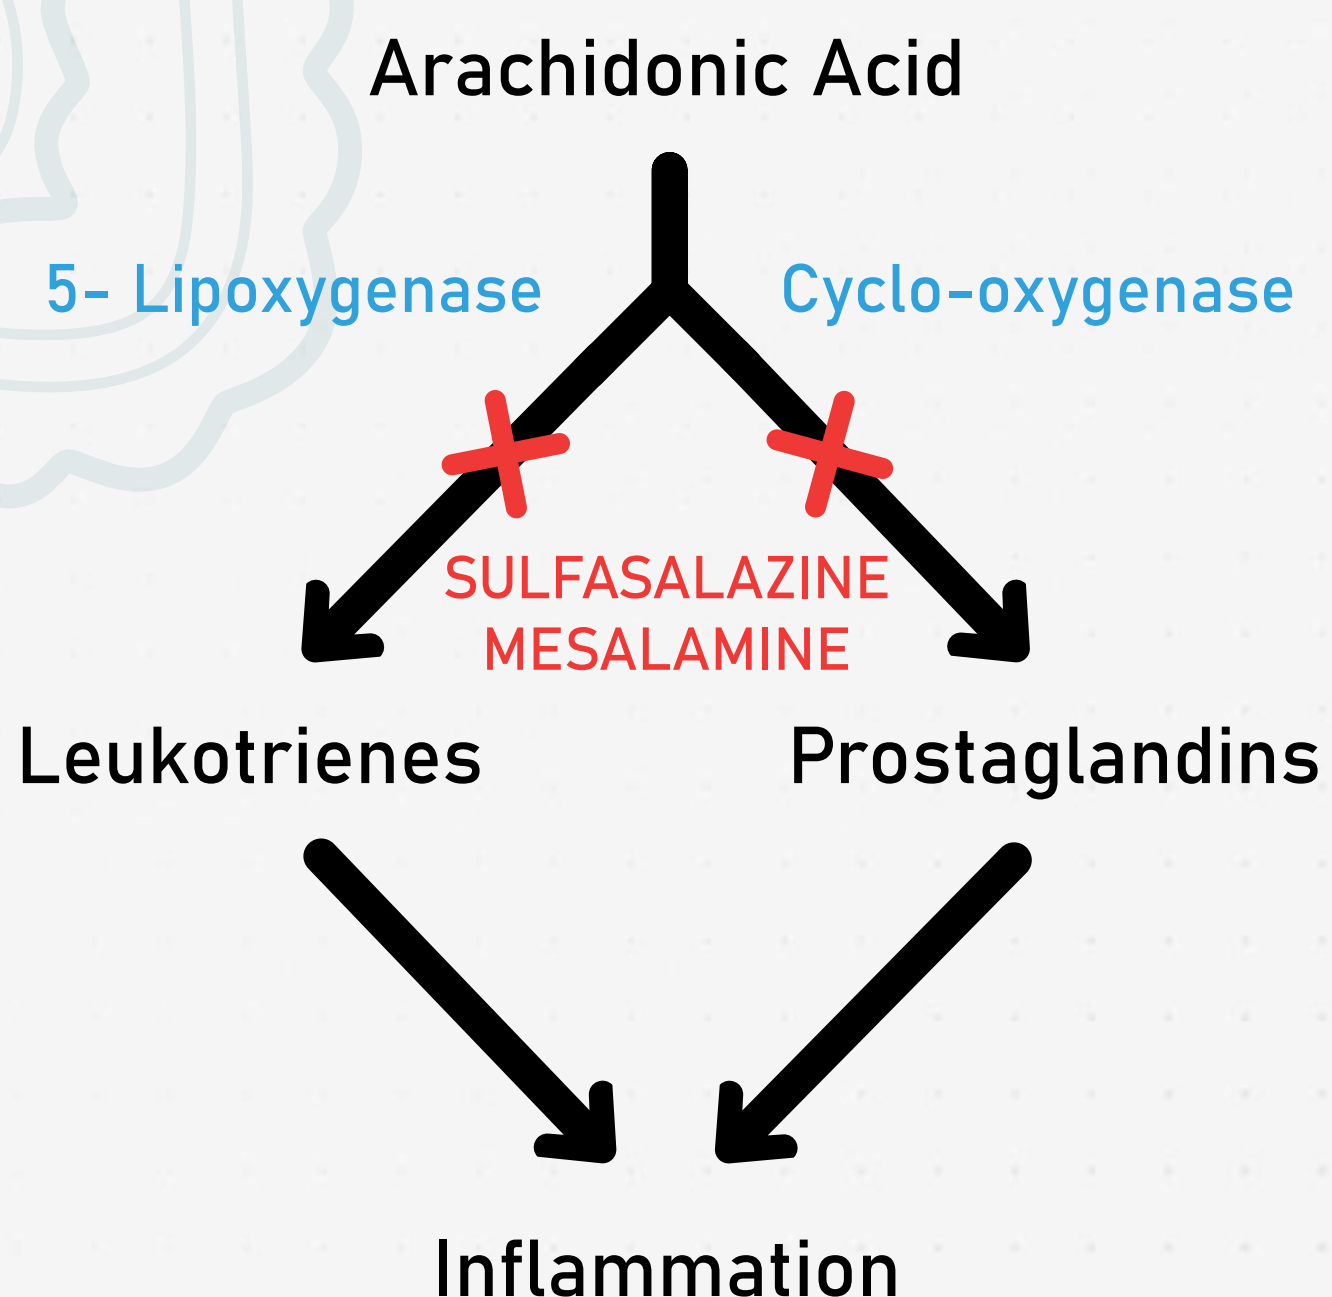 Arachidonic Acid
5- Lipoxygenase
Cyclo-oxygenase
SULFASALAZINE
MESALAMINE
Leukotrienes
Prostaglandins
Inflammation